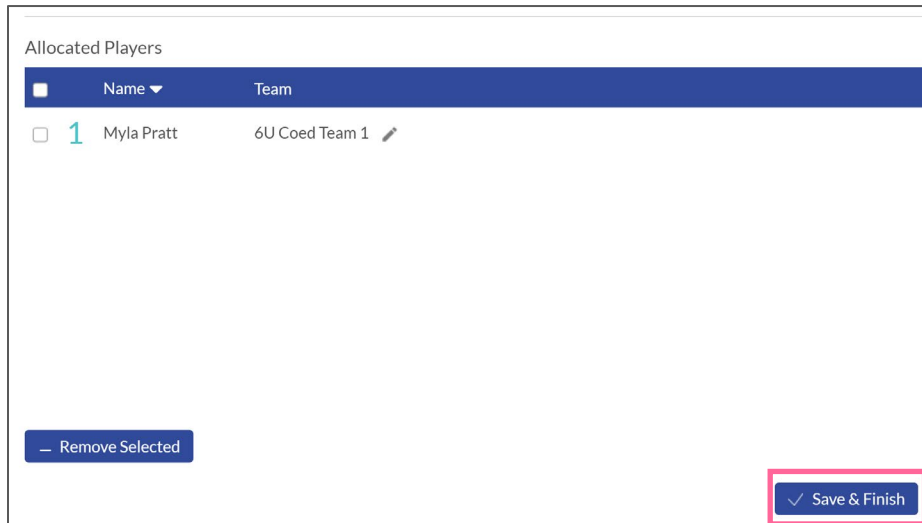 Allocated Players
Name Team
1 Myla Pratt 6U Coed Team 1
Remove Selected
Save & Finish